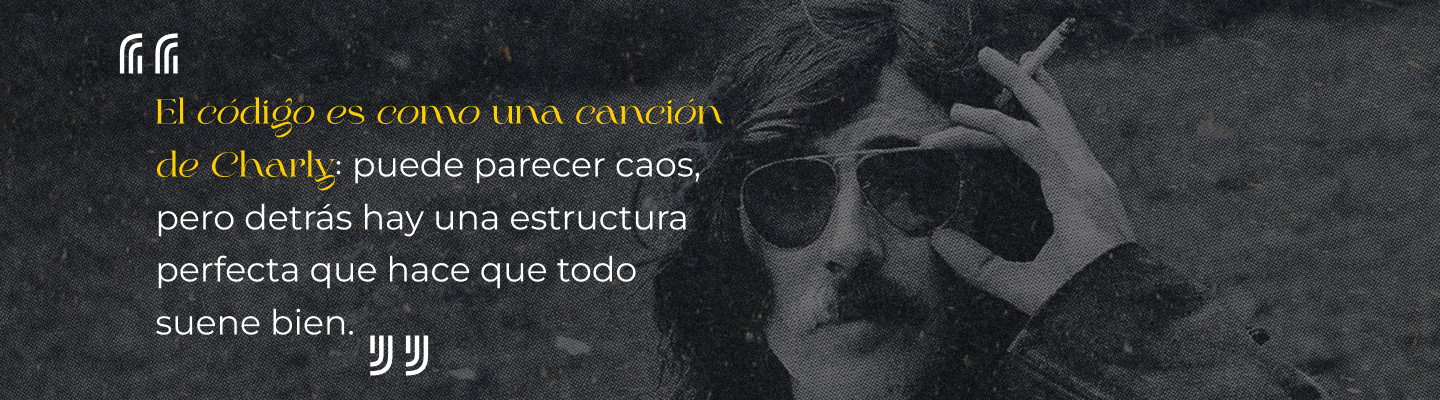 “
El código es como una canción
de Charly: puede parecer caos,
pero detrás hay una estructura
perfecta que hace que todo
suene bien.
”